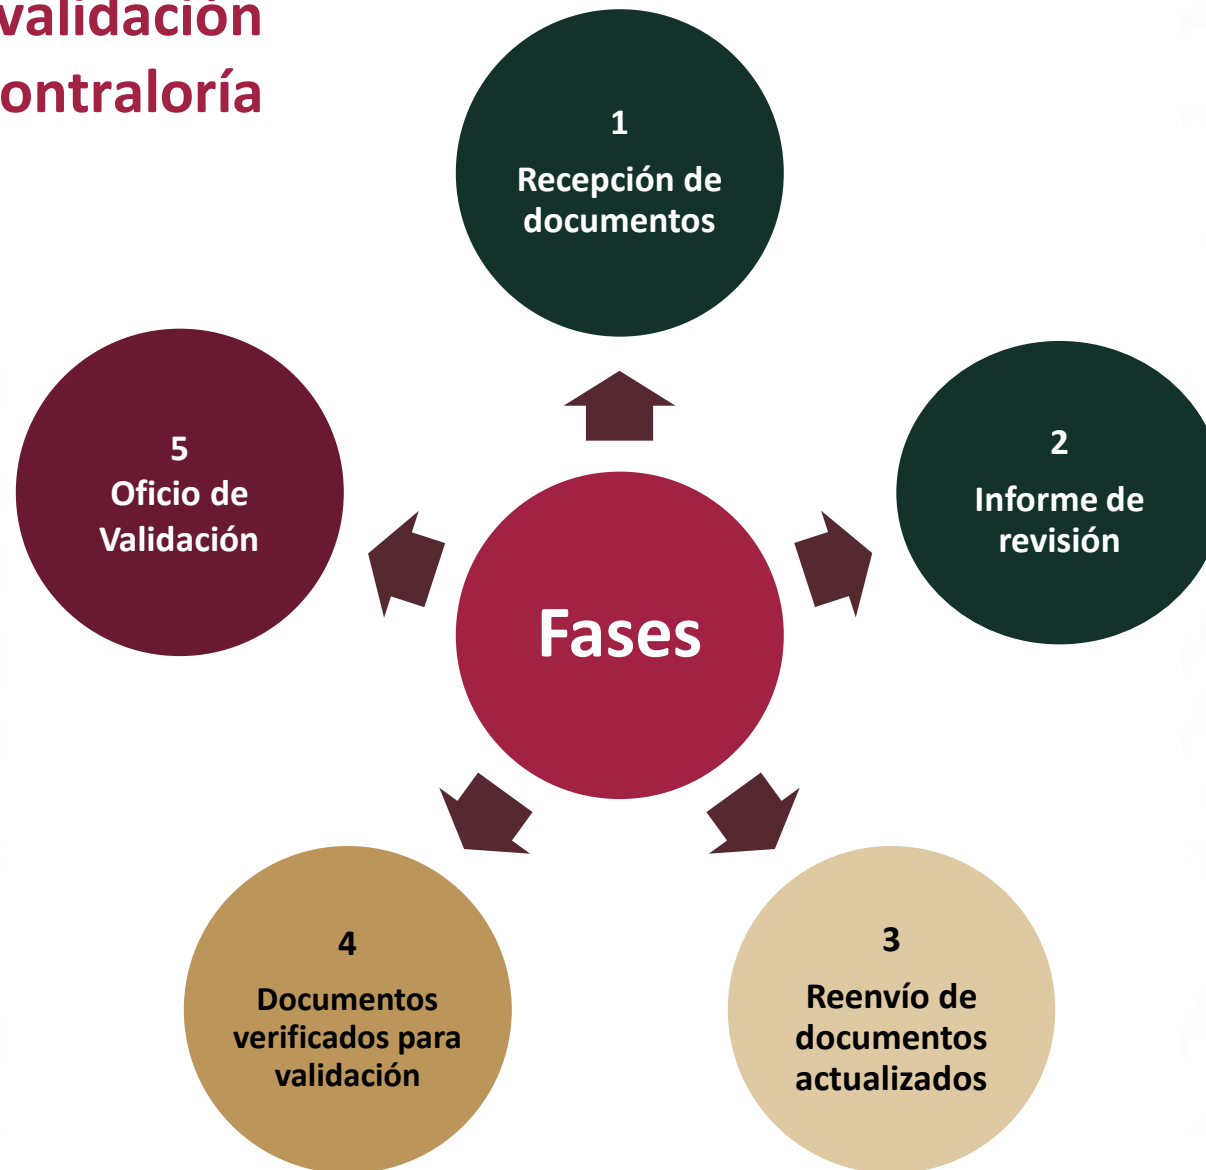 validación
ontraloría
1
Recepción de
documentos
2
Informe de
revisión
3
Reenvío de
documentos
actualizados
4
Documentos
verificados para
validación
5
Oficio de
Validación
Fases